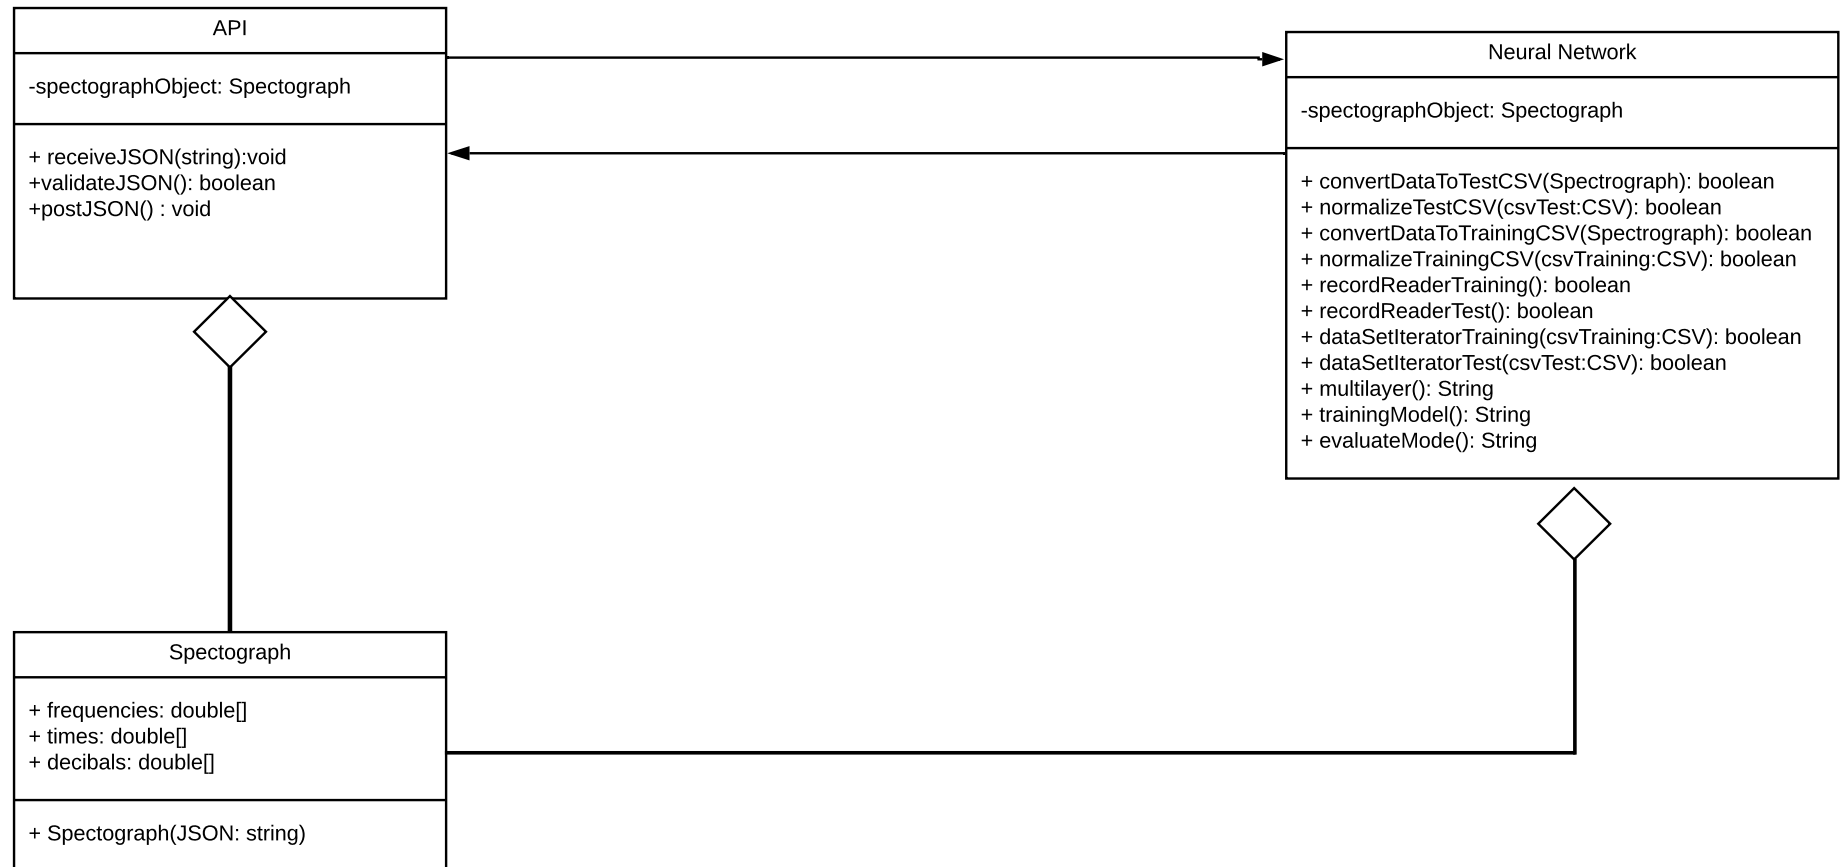 API
-spectographObject: Spectograph
+ receiveJSON(string):void
+validateJSON(): boolean
+postJSON() : void
Neural Network
-spectographObject: Spectograph
+ convertDataToTestCSV(Spectrograph): boolean
+ normalizeTestCSV(csvTest:CSV): boolean
+ convertDataToTrainingCSV(Spectrograph): boolean
+ normalizeTrainingCSV(csvTraining:CSV): boolean
+ recordReaderTraining(): boolean
+ recordReaderTest(): boolean
+ dataSetIteratorTraining(csvTraining:CSV): boolean
+ dataSetIteratorTest(csvTest:CSV): boolean
+ multilayer(): String
+ trainingModel(): String
+ evaluateMode(): String
Spectograph
+ frequencies: double[]
+ times: double[]
+ decibals: double[]
+ Spectograph(JSON: string)